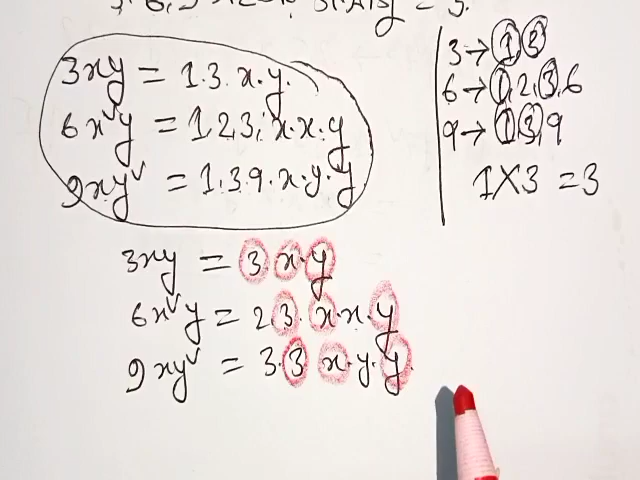 3xy = 1.3.x.y.
6x²y = 1.2.3.x.x.y
9xy² = 1.3.9.x.y.y
3xy = 3 x.y
6x²y = 2 3.x.x.y
9xy² = 3.3 x.y.y.
3→1 3
6→1,2,3,6
9→1 3,9
1×3 = 3